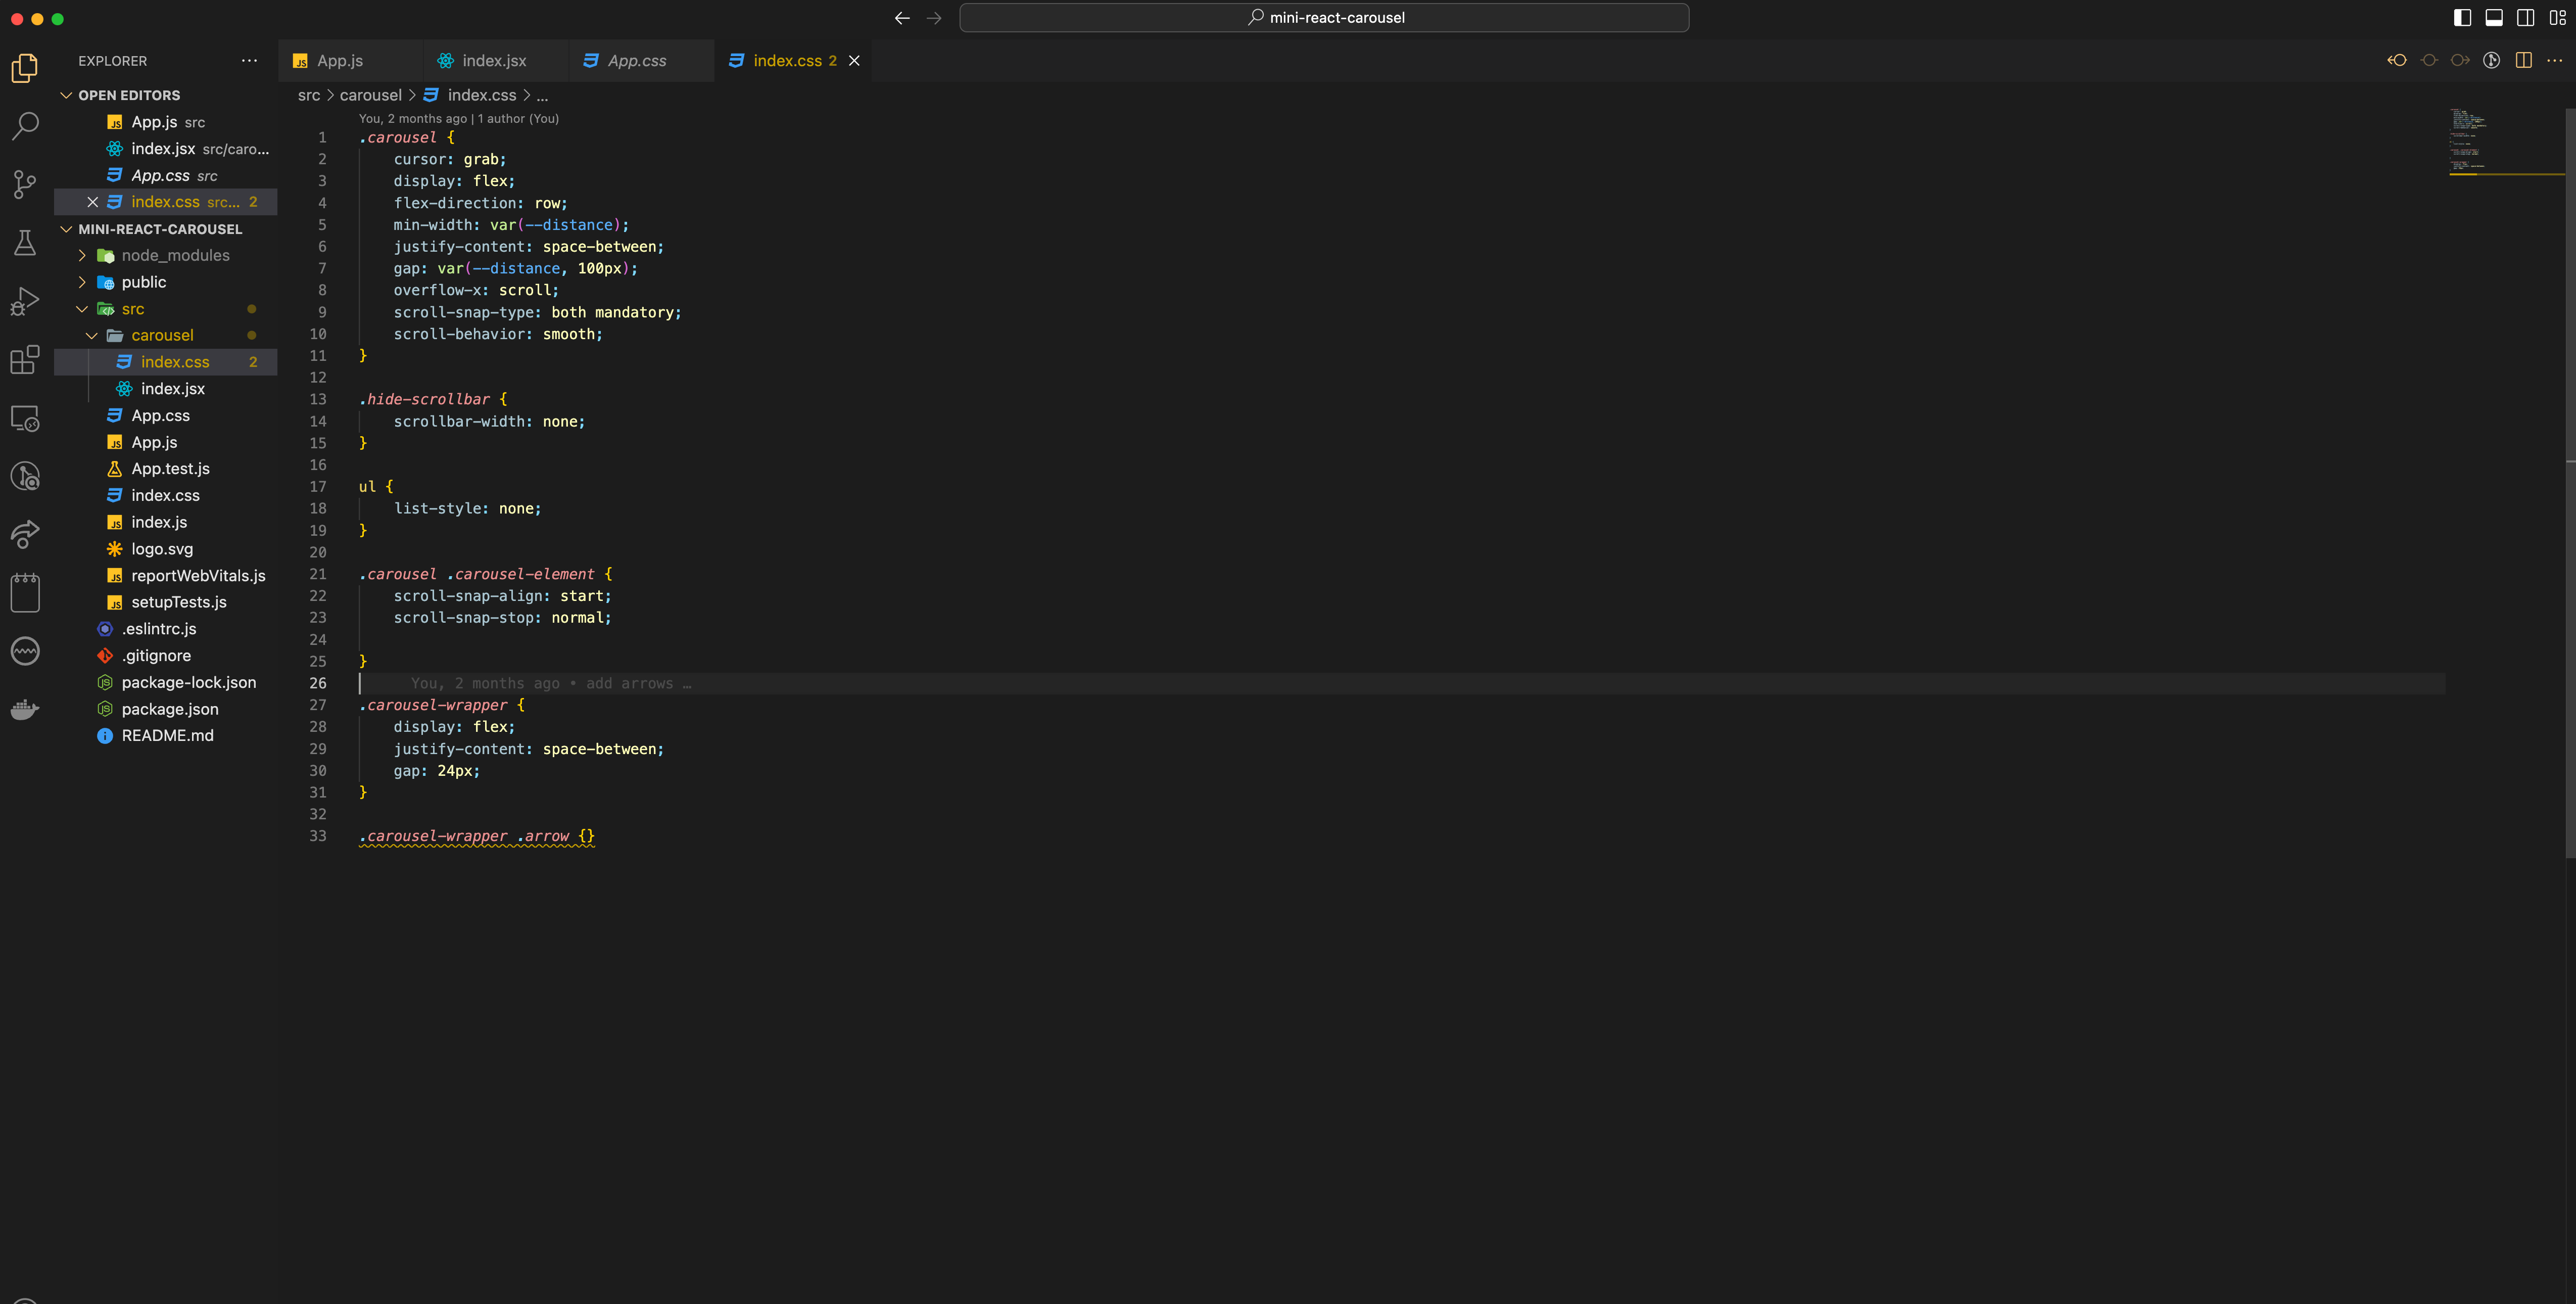 mini-react-carousel
EXPLORER
OPEN EDITORS
App.js src
index.jsx src/caro...
App.css src
index.css src... 2
MINI-REACT-CAROUSEL
node_modules
public
src
carousel
index.css 2
index.jsx
App.css
App.js
App.test.js
index.css
index.js
logo.svg
reportWebVitals.js
setupTests.js
.eslintrc.js
.gitignore
package-lock.json
package.json
README.md
App.js index.jsx App.css index.css 2
src > carousel > index.css > ...
You, 2 months ago | 1 author (You)
1 .carousel {
2 cursor: grab;
3 display: flex;
4 flex-direction: row;
5 min-width: var(--distance);
6 justify-content: space-between;
7 gap: var(--distance, 100px);
8 overflow-x: scroll;
9 scroll-snap-type: both mandatory;
10 scroll-behavior: smooth;
11 }
12
13 .hide-scrollbar {
14 scrollbar-width: none;
15 }
16
17 ul {
18 list-style: none;
19 }
20
21 .carousel .carousel-element {
22 scroll-snap-align: start;
23 scroll-snap-stop: normal;
24
25 }
26 You, 2 months ago • add arrows …
27 .carousel-wrapper {
28 display: flex;
29 justify-content: space-between;
30 gap: 24px;
31 }
32
33 .carousel-wrapper .arrow {}